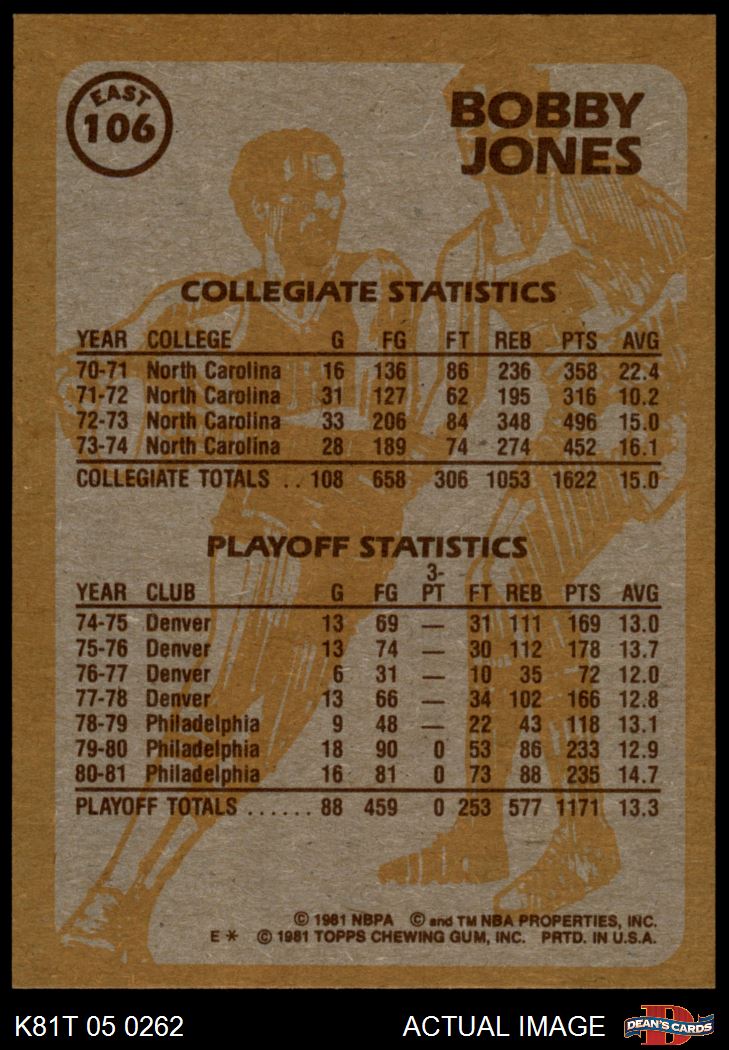 EAST
106
BOBBY
JONES
COLLEGIATE STATISTICS
YEAR COLLEGE G FG FT REB PTS AVG
70-71 North Carolina 16 136 86 236 358 22.4
71-72 North Carolina 31 127 62 195 316 10.2
72-73 North Carolina 33 206 84 348 496 15.0
73-74 North Carolina 28 189 74 274 452 16.1
COLLEGIATE TOTALS .. 108 658 306 1053 1622 15.0
PLAYOFF STATISTICS
3-
YEAR CLUB G FG PT FT REB PTS AVG
74-75 Denver 13 69 — 31 111 169 13.0
75-76 Denver 13 74 — 30 112 178 13.7
76-77 Denver 6 31 — 10 35 72 12.0
77-78 Denver 13 66 — 34 102 166 12.8
78-79 Philadelphia 9 48 — 22 43 118 13.1
79-80 Philadelphia 18 90 0 53 86 233 12.9
80-81 Philadelphia 16 81 0 73 88 235 14.7
PLAYOFF TOTALS ...... 88 459 0 253 577 1171 13.3
© 1981 NBPA © and TM NBA PROPERTIES, INC.
E * © 1981 TOPPS CHEWING GUM, INC. PRTD. IN U.S.A.
K81T 05 0262 ACTUAL IMAGE DEAN'S CARDS